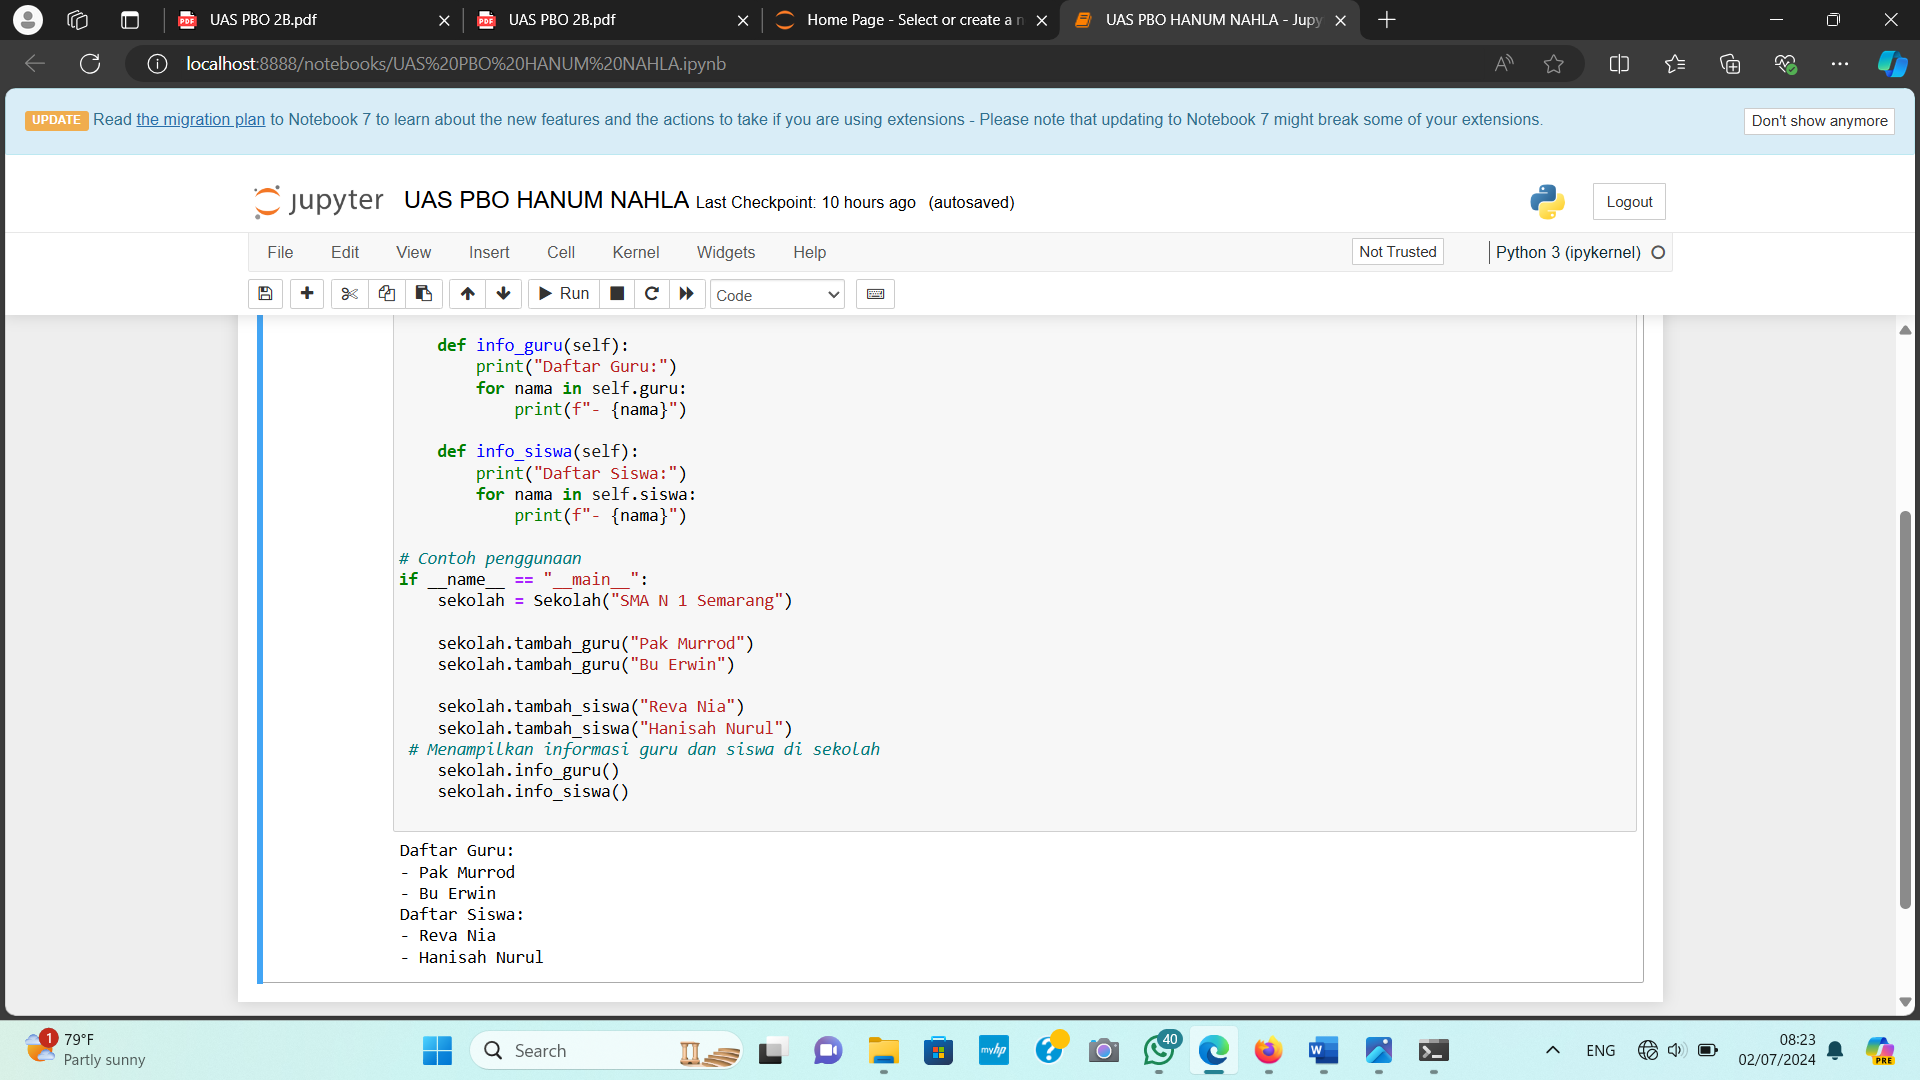 UAS PBO 2B.pdf
UAS PBO 2B.pdf
Home Page - Select or create a n
UAS PBO HANUM NAHLA - Jupy
localhost:8888/notebooks/UAS%20PBO%20HANUM%20NAHLA.ipynb
UPDATE Read the migration plan to Notebook 7 to learn about the new features and the actions to take if you are using extensions - Please note that updating to Notebook 7 might break some of your extensions.
Don't show anymore
jupyter UAS PBO HANUM NAHLA Last Checkpoint: 10 hours ago (autosaved)
Logout
File Edit View Insert Cell Kernel Widgets Help
Not Trusted
Python 3 (ipykernel)
Run
Code
    def info_guru(self):
        print("Daftar Guru:")
        for nama in self.guru:
            print(f"- {nama}")
    def info_siswa(self):
        print("Daftar Siswa:")
        for nama in self.siswa:
            print(f"- {nama}")
# Contoh penggunaan
if __name__ == "__main__":
    sekolah = Sekolah("SMA N 1 Semarang")
    sekolah.tambah_guru("Pak Murrod")
    sekolah.tambah_guru("Bu Erwin")
    sekolah.tambah_siswa("Reva Nia")
    sekolah.tambah_siswa("Hanisah Nurul")
 # Menampilkan informasi guru dan siswa di sekolah
    sekolah.info_guru()
    sekolah.info_siswa()
Daftar Guru:
- Pak Murrod
- Bu Erwin
Daftar Siswa:
- Reva Nia
- Hanisah Nurul
1
79°F
Partly sunny
Search
myhp
40
ENG
08:23
02/07/2024
PRE